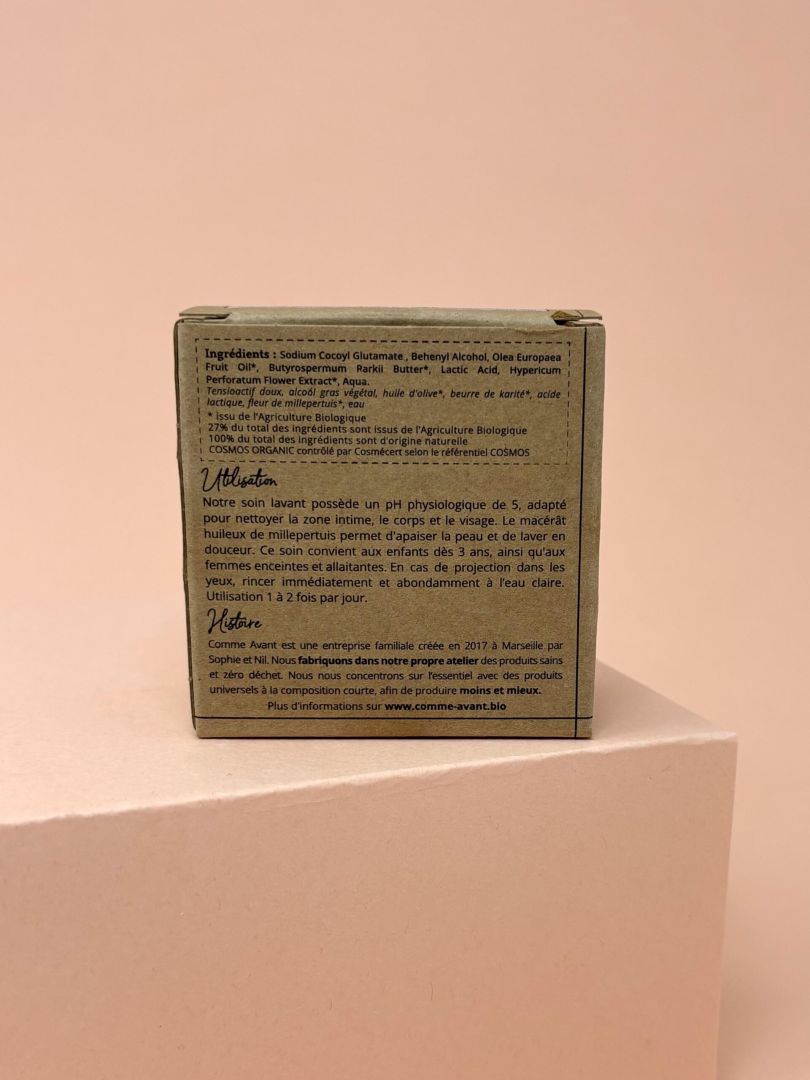 Ingrédients : Sodium Cocoyl Glutamate , Behenyl Alcohol, Olea Europaea
Fruit Oil*, Butyrospermum Parkii Butter*, Lactic Acid, Hypericum
Perforatum Flower Extract*, Aqua.
Tensioactif doux, alcool gras végétal, huile d'olive*, beurre de karité*, acide
lactique, fleur de millepertuis*, eau
* issu de l'Agriculture Biologique
27% du total des ingrédients sont issus de l'Agriculture Biologique
100% du total des ingrédients sont d'origine naturelle
COSMOS ORGANIC contrôlé par Cosmécert selon le référentiel COSMOS
Utilisation
Notre soin lavant possède un pH physiologique de 5, adapté
pour nettoyer la zone intime, le corps et le visage. Le macérât
huileux de millepertuis permet d'apaiser la peau et de laver en
douceur. Ce soin convient aux enfants dès 3 ans, ainsi qu'aux
femmes enceintes et allaitantes. En cas de projection dans les
yeux, rincer immédiatement et abondamment à l'eau claire.
Utilisation 1 à 2 fois par jour.
Histoire
Comme Avant est une entreprise familiale créée en 2017 à Marseille par
Sophie et Nil. Nous fabriquons dans notre propre atelier des produits sains
et zéro déchet. Nous nous concentrons sur l'essentiel avec des produits
universels à la composition courte, afin de produire moins et mieux.
Plus d'informations sur www.comme-avant.bio